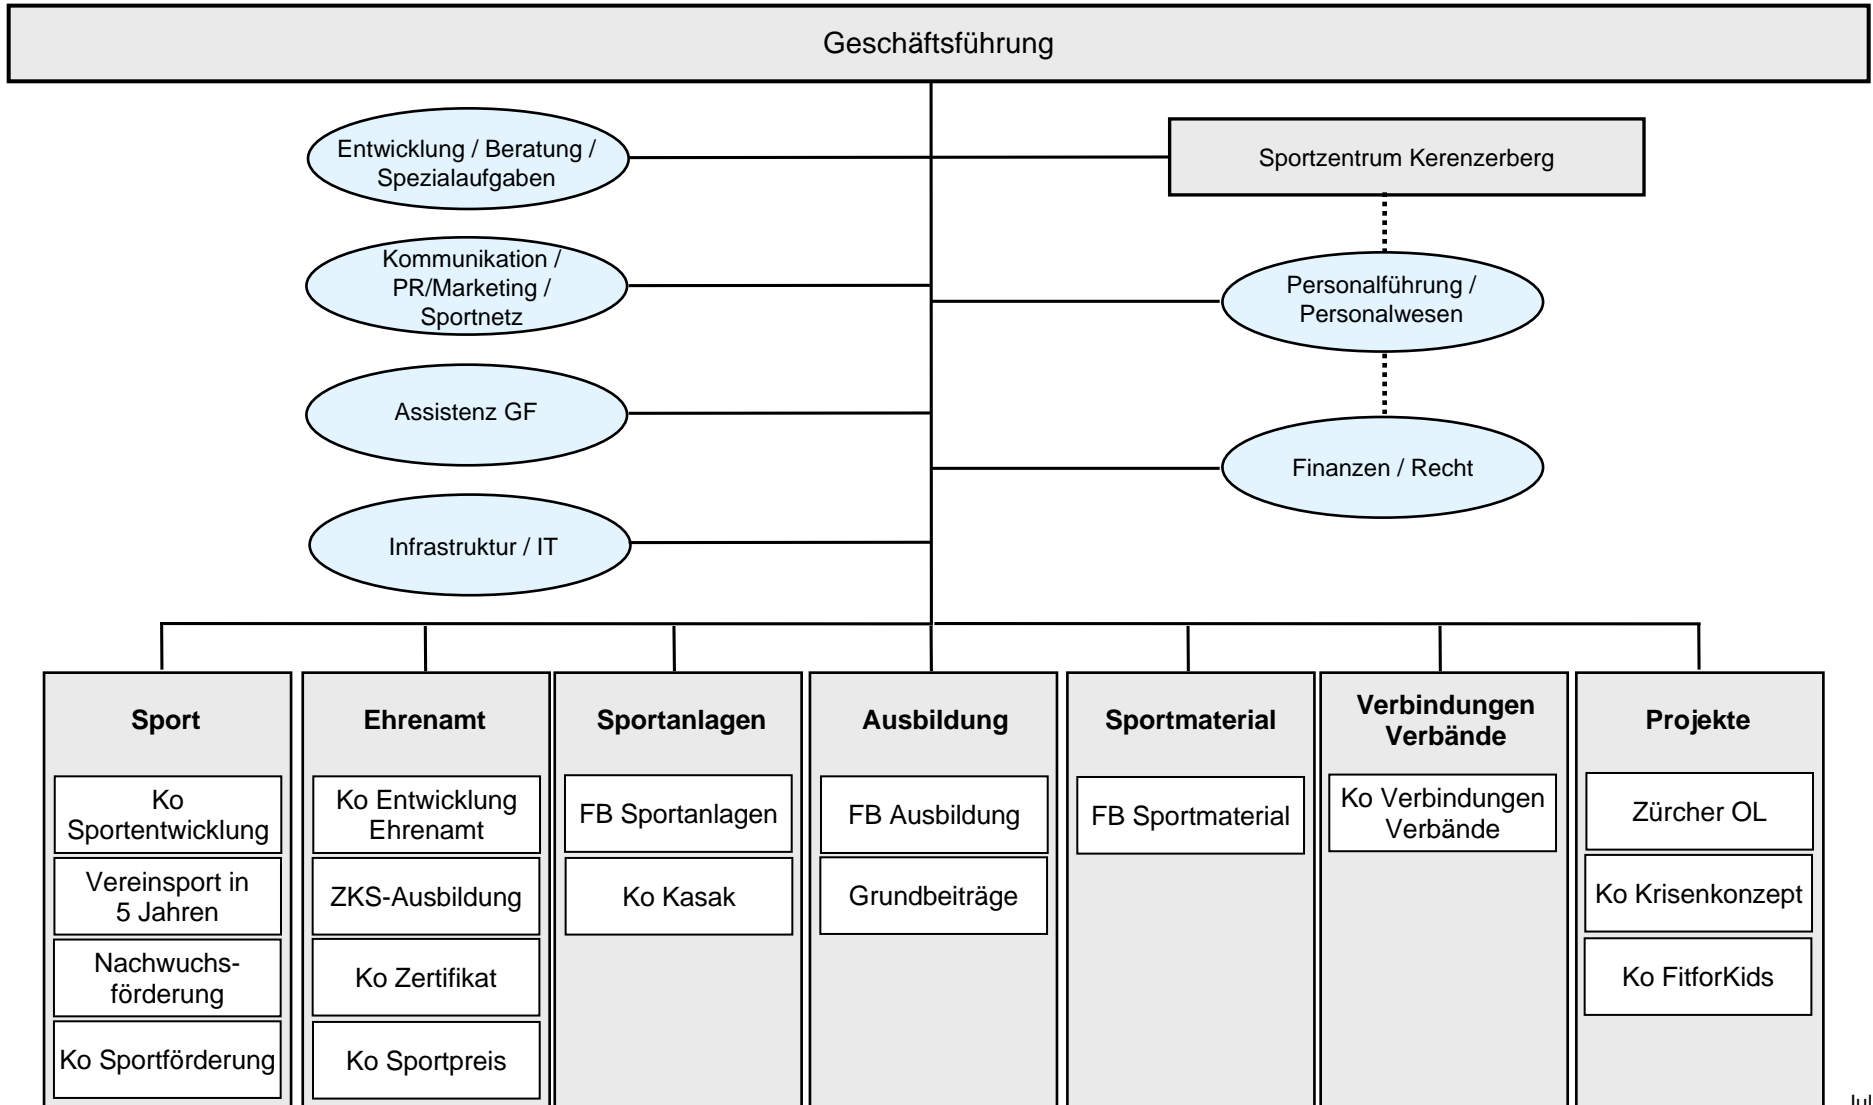 Geschäftsführung
Entwicklung / Beratung /
Spezialaufgaben
Sportzentrum Kerenzerberg
Kommunikation /
PR/Marketing /
Sportnetz
Personalführung /
Personalwesen
Assistenz GF
Finanzen / Recht
Infrastruktur / IT
Sport
Ko
Sportentwicklung
Vereinsport in
5 Jahren
Nachwuchs-
förderung
Ko Sportförderung
Ehrenamt
Ko Entwicklung
Ehrenamt
ZKS-Ausbildung
Ko Zertifikat
Ko Sportpreis
Sportanlagen
FB Sportanlagen
Ko Kasak
Ausbildung
FB Ausbildung
Grundbeiträge
Sportmaterial
FB Sportmaterial
Verbindungen
Verbände
Ko Verbindungen
Verbände
Projekte
Zürcher OL
Ko Krisenkonzept
Ko FitforKids